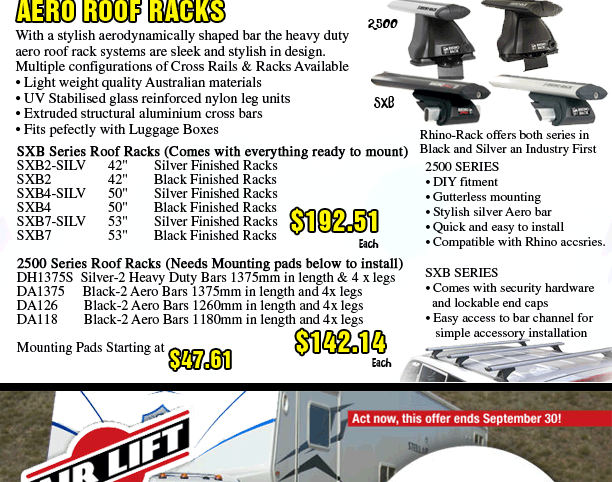 AERO ROOF RACKS
With a stylish aerodynamically shaped bar the heavy duty
aero roof rack systems are sleek and stylish in design.
Multiple configurations of Cross Rails & Racks Available
• Light weight quality Australian materials
• UV Stabilised glass reinforced nylon leg units
• Extruded structural aluminium cross bars
• Fits pefectly with Luggage Boxes
SXB Series Roof Racks (Comes with everything ready to mount)
SXB2-SILV 42" Silver Finished Racks
SXB2 42" Black Finished Racks
SXB4-SILV 50" Silver Finished Racks
SXB4 50" Black Finished Racks
SXB7-SILV 53" Silver Finished Racks
SXB7 53" Black Finished Racks
$192.51
Each
2500 Series Roof Racks (Needs Mounting pads below to install)
DH1375S Silver-2 Heavy Duty Bars 1375mm in length & 4 x legs
DA1375 Black-2 Aero Bars 1375mm in length and 4x legs
DA126 Black-2 Aero Bars 1260mm in length and 4x legs
DA118 Black-2 Aero Bars 1180mm in length and 4x legs
$142.14
Each
Mounting Pads Starting at
$47.61
2500
SXB
Rhino-Rack offers both series in
Black and Silver an Industry First
2500 SERIES
• DIY fitment
• Gutterless mounting
• Stylish silver Aero bar
• Quick and easy to install
• Compatible with Rhino accsries.
SXB SERIES
• Comes with security hardware
and lockable end caps
• Easy access to bar channel for
simple accessory installation
Act now, this offer ends September 30!
AIR LIFT